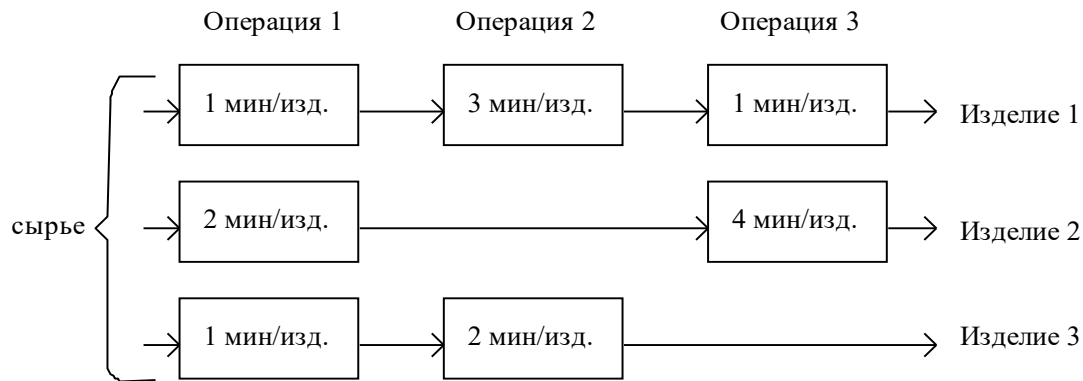 Операция 1 Операция 2 Операция 3
1 мин/изд. 3 мин/изд. 1 мин/изд. Изделие 1
2 мин/изд. 4 мин/изд. Изделие 2
сырье
1 мин/изд. 2 мин/изд. Изделие 3